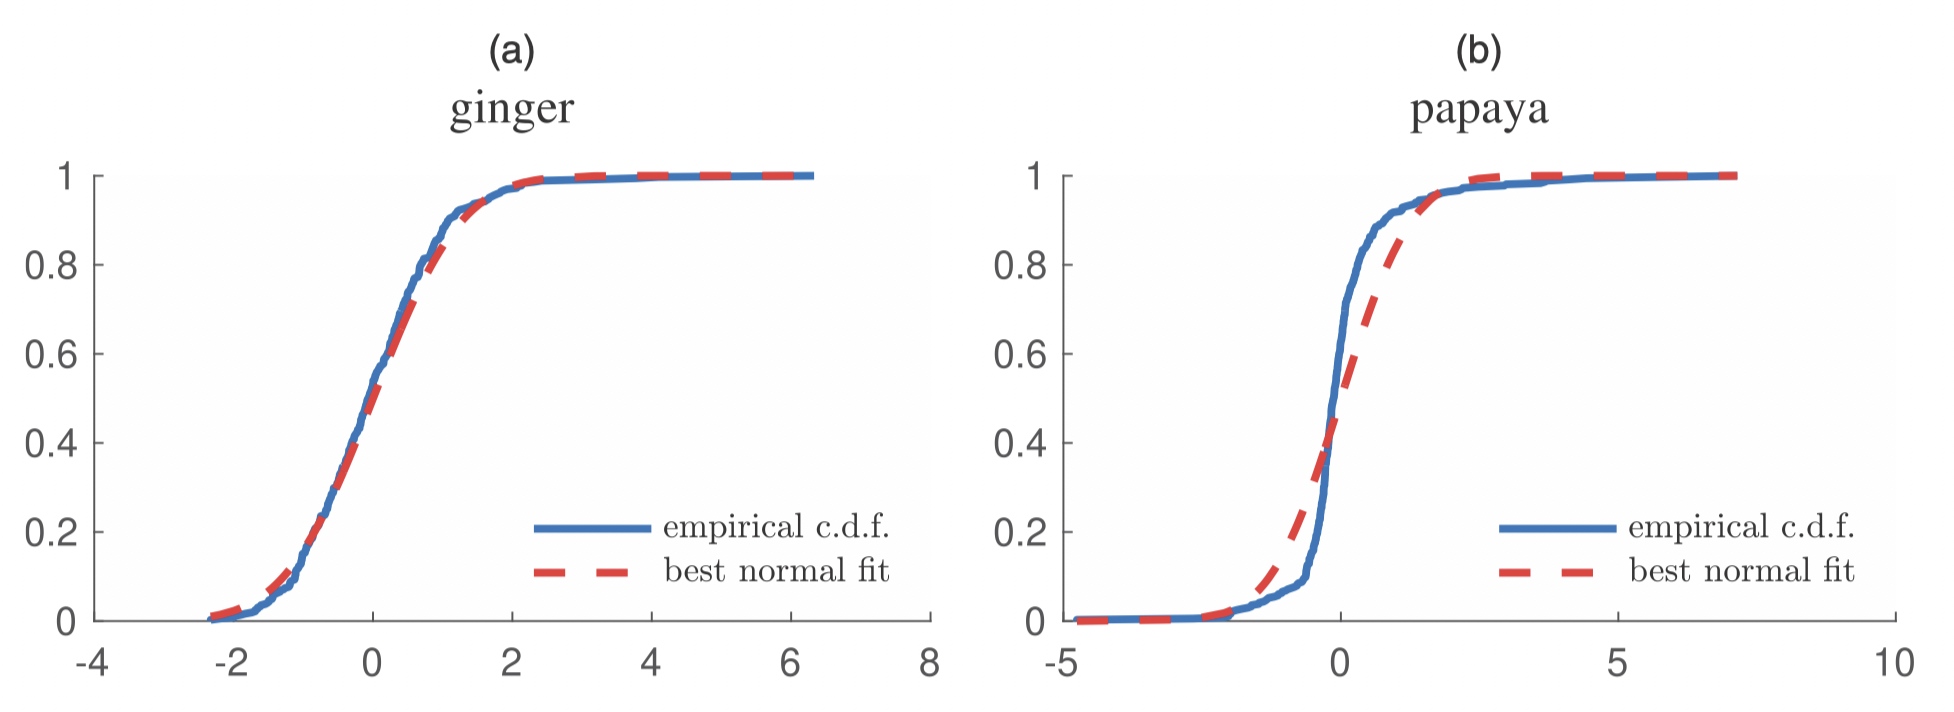 (a)
ginger
1
0.8
0.6
0.4
0.2
0
-4 -2 0 2 4 6 8
empirical c.d.f.
best normal fit
(b)
papaya
1
0.8
0.6
0.4
0.2
0
-5 0 5 10
empirical c.d.f.
best normal fit